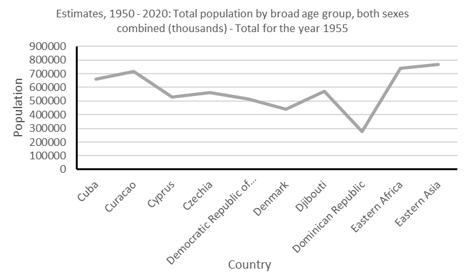 Estimates, 1950 - 2020: Total population by broad age group, both sexes
combined (thousands) - Total for the year 1955
900000
800000
700000
600000
500000
400000
300000
200000
100000
0
Population
Cuba
Curacao
Cyprus
Czechia
Democratic Republic of...
Denmark
Djibouti
Dominican Republic
Eastern Africa
Eastern Asia
Country